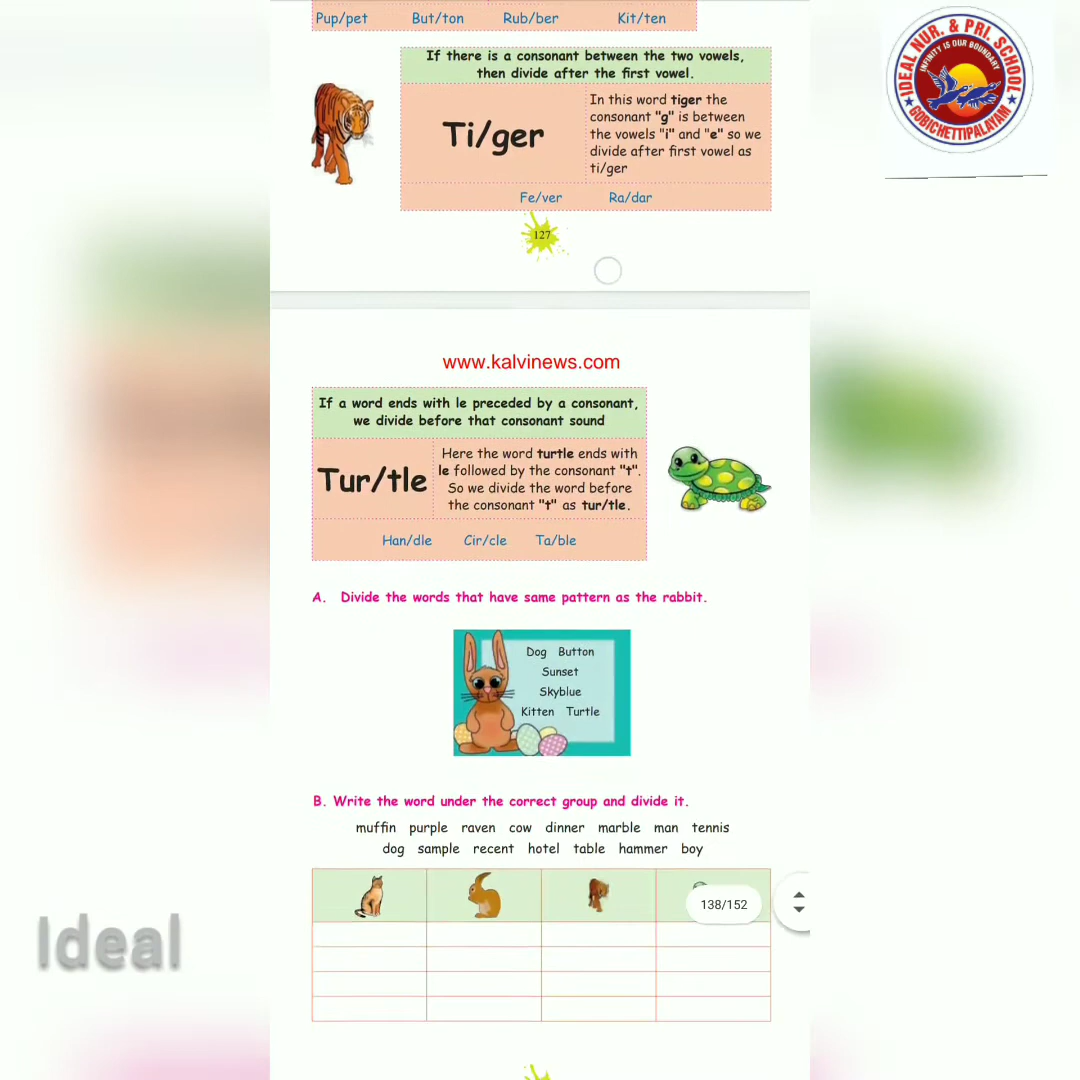 Pup/pet But/ton Rub/ber Kit/ten
If there is a consonant between the two vowels,
then divide after the first vowel.
Ti/ger
In this word tiger the
consonant "g" is between
the vowels "i" and "e" so we
divide after first vowel as
ti/ger
Fe/ver Ra/dar
127
IDEAL NUR. & PRI. SCHOOL
INFINITY IS OUR BOUNDARY
GOBICHETTIPALAYAM
www.kalvinews.com
If a word ends with le preceded by a consonant,
we divide before that consonant sound
Tur/tle
Here the word turtle ends with
le followed by the consonant "t".
So we divide the word before
the consonant "t" as tur/tle.
Han/dle Cir/cle Ta/ble
A. Divide the words that have same pattern as the rabbit.
Dog Button
Sunset
Skyblue
Kitten Turtle
B. Write the word under the correct group and divide it.
muffin purple raven cow dinner marble man tennis
dog sample recent hotel table hammer boy
138/152
Ideal